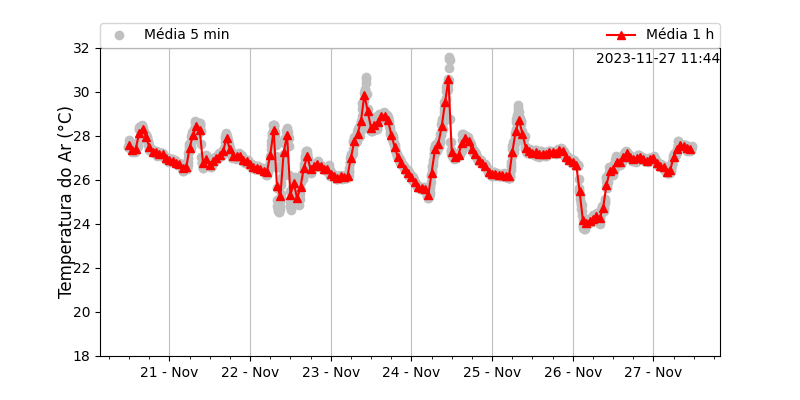 Média 5 min
Média 1 h
2023-11-27 11:44
Temperatura do Ar (°C)
32
30
28
26
24
22
20
18
21 - Nov
22 - Nov
23 - Nov
24 - Nov
25 - Nov
26 - Nov
27 - Nov